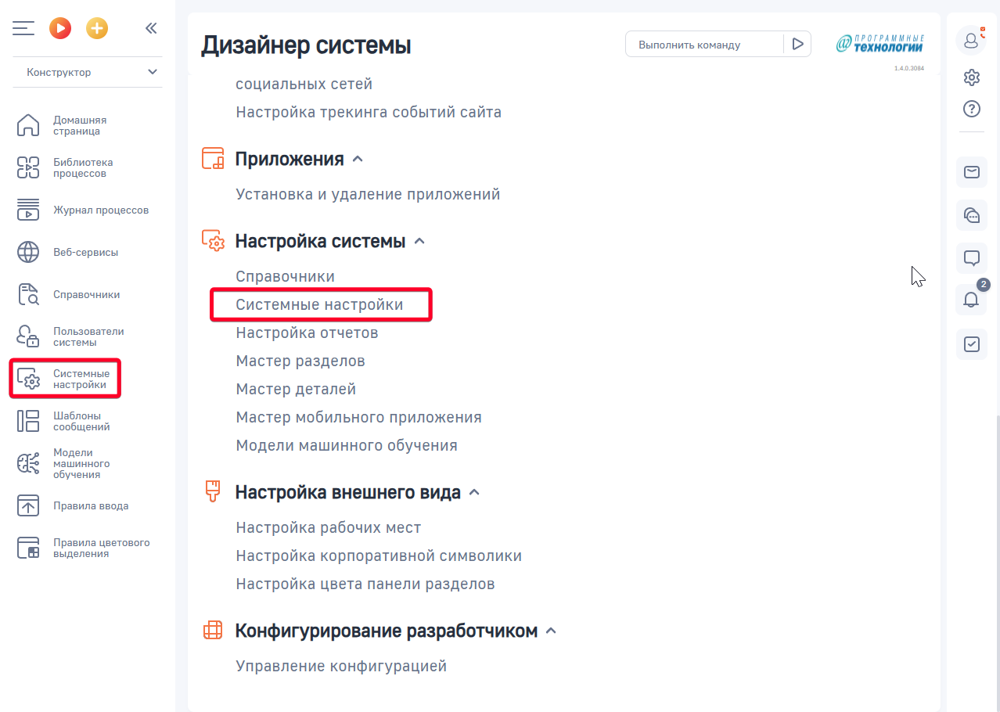 Конструктор
Домашняя
страница
Библиотека
процессов
Журнал процессов
Веб-сервисы
Справочники
Пользователи
системы
Системные
настройки
Шаблоны
сообщений
Модели
машинного
обучения
Правила ввода
Правила цветового
выделения
Дизайнер системы
Выполнить команду
ПРОГРАММНЫЕ
ТЕХНОЛОГИИ
1.4.0.3084
социальных сетей
Настройка трекинга событий сайта
Приложения
Установка и удаление приложений
Настройка системы
Справочники
Системные настройки
Настройка отчетов
Мастер разделов
Мастер деталей
Мастер мобильного приложения
Модели машинного обучения
Настройка внешнего вида
Настройка рабочих мест
Настройка корпоративной символики
Настройка цвета панели разделов
Конфигурирование разработчиком
Управление конфигурацией
2